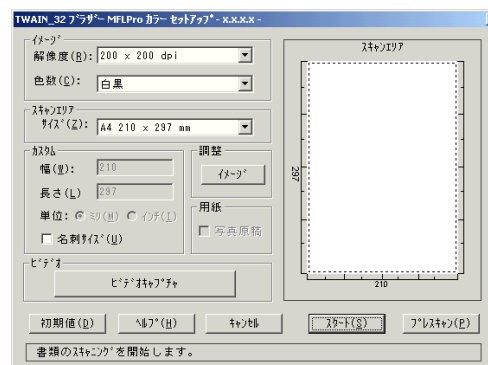 TWAIN_32 ﾌﾞﾗｻﾞｰ MFLPro ｶﾗｰ ｾｯﾄｱｯﾌﾟ- x.x.x.x -
ｲﾒｰｼﾞ
解像度(R): 200 x 200 dpi
色数(C): 白黒
ｽｷｬﾝｴﾘｱ
ｻｲｽﾞ(Z): A4 210 x 297 mm
ｶｽﾀﾑ
幅(W): 210
長さ(L) 297
単位: ﾐﾘ(M) ｲﾝﾁ(I)
名刺ｻｲｽﾞ(U)
調整
ｲﾒｰｼﾞ
用紙
写真原稿
ﾋﾞﾃﾞｵ
ﾋﾞﾃﾞｵｷｬﾌﾟﾁｬ
ｽｷｬﾝｴﾘｱ
297
210
初期値(D) ﾍﾙﾌﾟ(H) ｷｬﾝｾﾙ ｽﾀｰﾄ(S) ﾌﾟﾚｽｷｬﾝ(P)
書類のｽｷｬﾆﾝｸﾞを開始します。